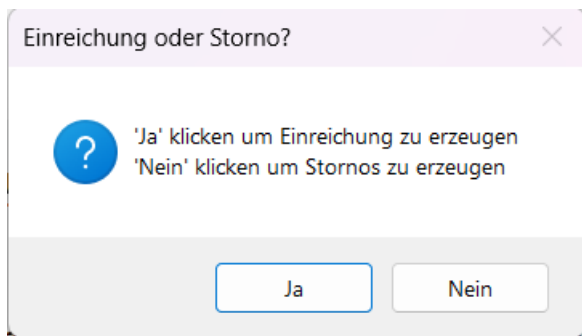 Einreichung oder Storno?
'Ja' klicken um Einreichung zu erzeugen
'Nein' klicken um Stornos zu erzeugen
Ja
Nein